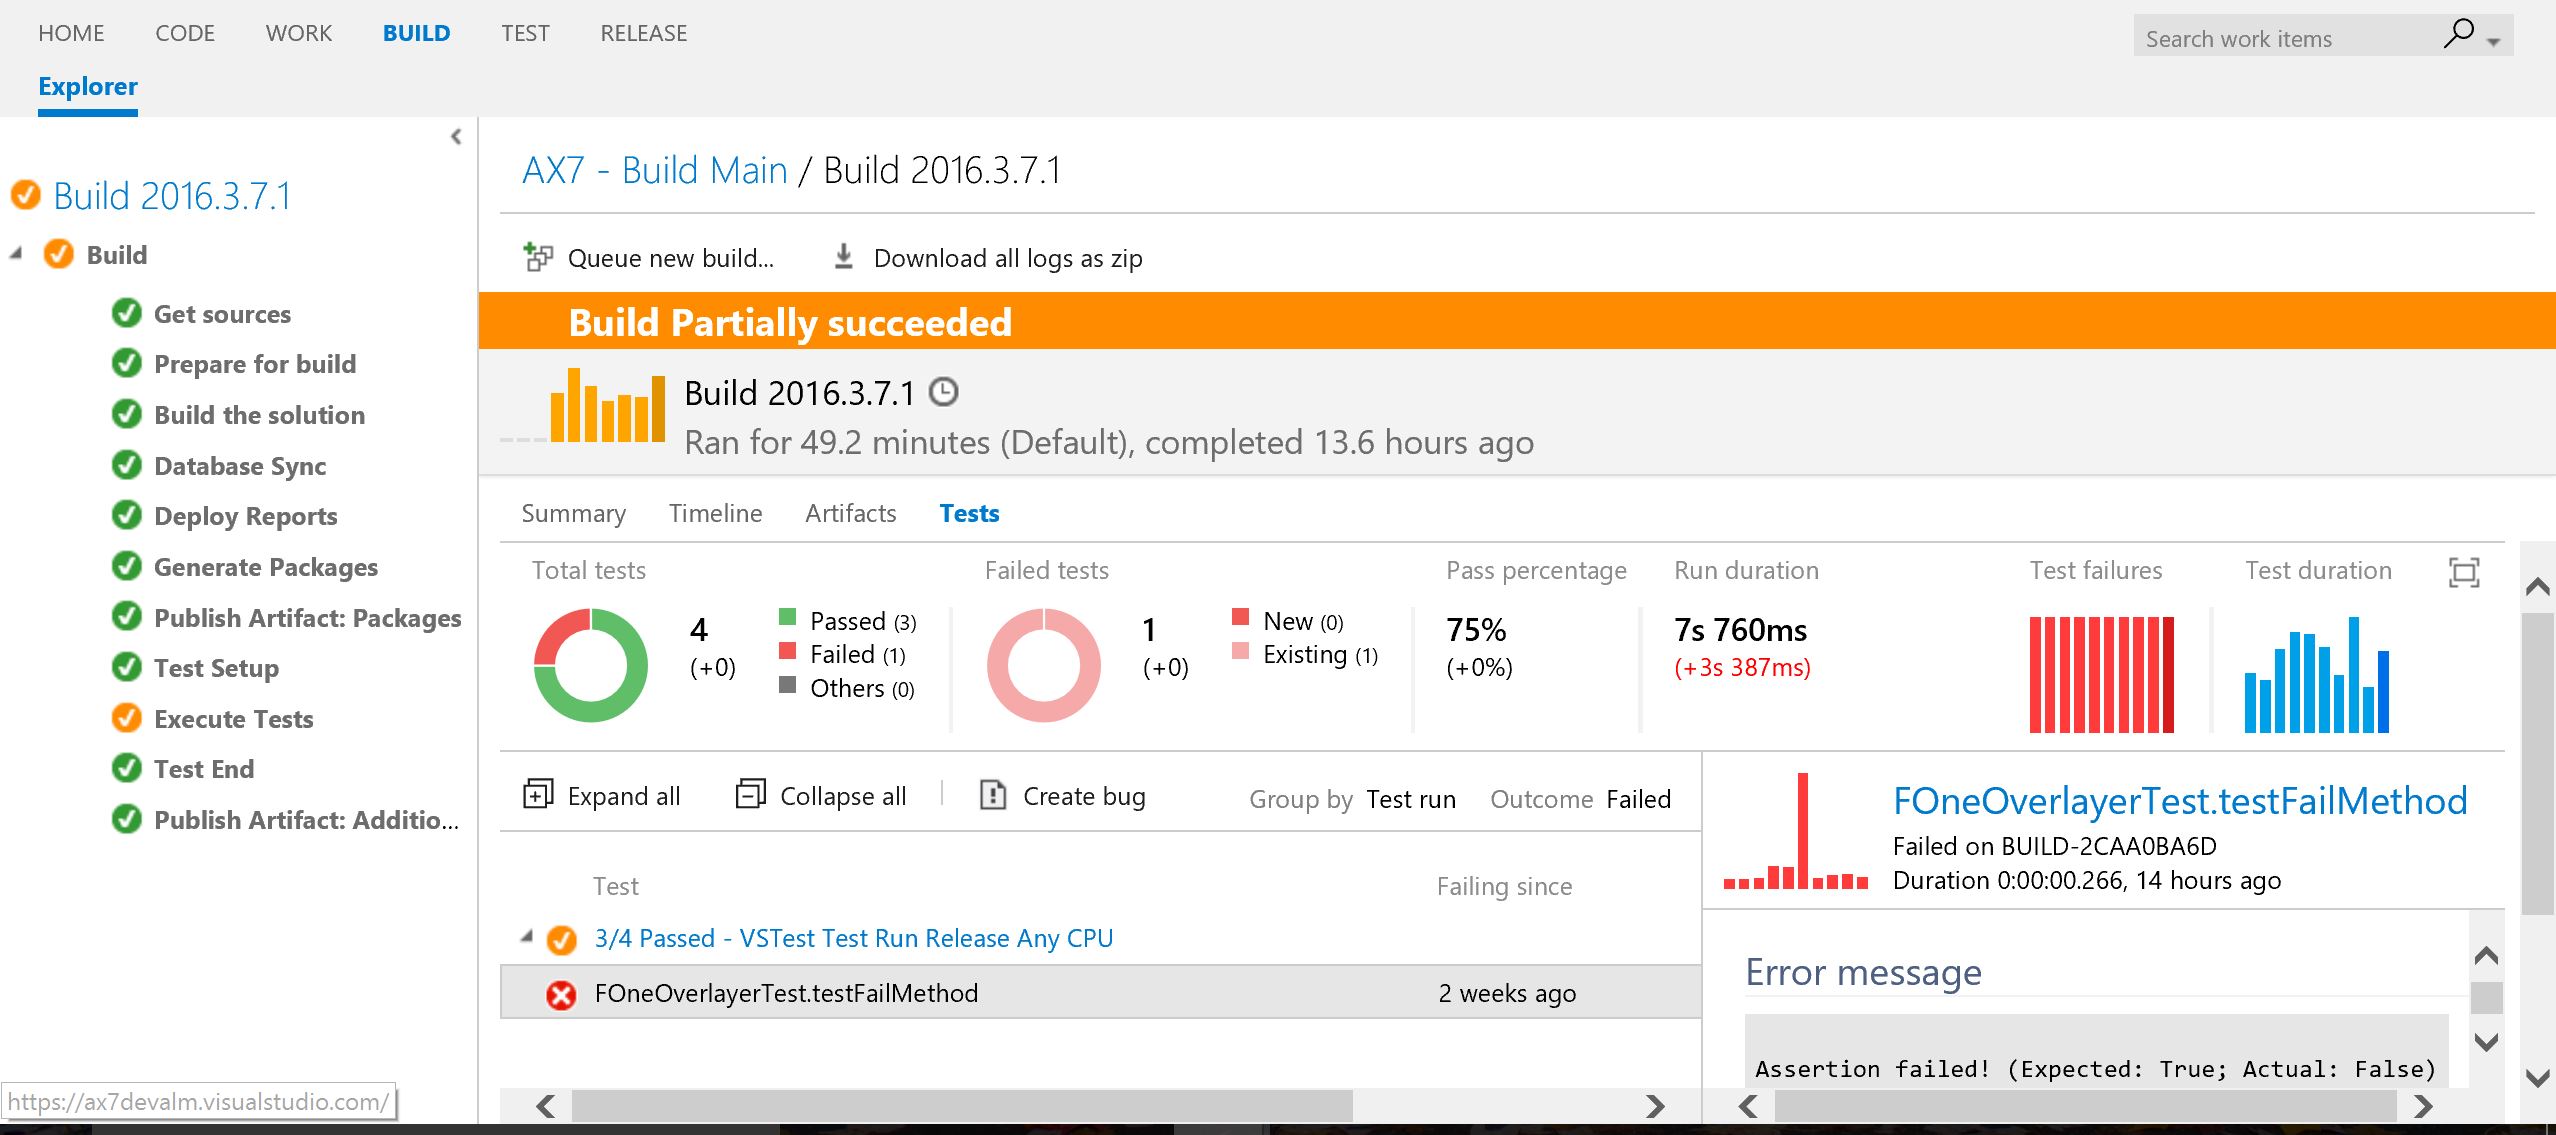 HOME CODE WORK BUILD TEST RELEASE
Search work items
Explorer
Build 2016.3.7.1
Build
Get sources
Prepare for build
Build the solution
Database Sync
Deploy Reports
Generate Packages
Publish Artifact: Packages
Test Setup
Execute Tests
Test End
Publish Artifact: Additio...
https://ax7devalm.visualstudio.com/
AX7 - Build Main / Build 2016.3.7.1
Queue new build... Download all logs as zip
Build Partially succeeded
Build 2016.3.7.1
Ran for 49.2 minutes (Default), completed 13.6 hours ago
Summary Timeline Artifacts Tests
Total tests
4
(+0)
Passed (3)
Failed (1)
Others (0)
Failed tests
1
(+0)
New (0)
Existing (1)
Pass percentage
75%
(+0%)
Run duration
7s 760ms
(+3s 387ms)
Test failures
Test duration
Expand all Collapse all Create bug Group by Test run Outcome Failed
Test Failing since
3/4 Passed - VSTest Test Run Release Any CPU
FOneOverlayerTest.testFailMethod 2 weeks ago
FOneOverlayerTest.testFailMethod
Failed on BUILD-2CAA0BA6D
Duration 0:00:00.266, 14 hours ago
Error message
Assertion failed! (Expected: True; Actual: False)